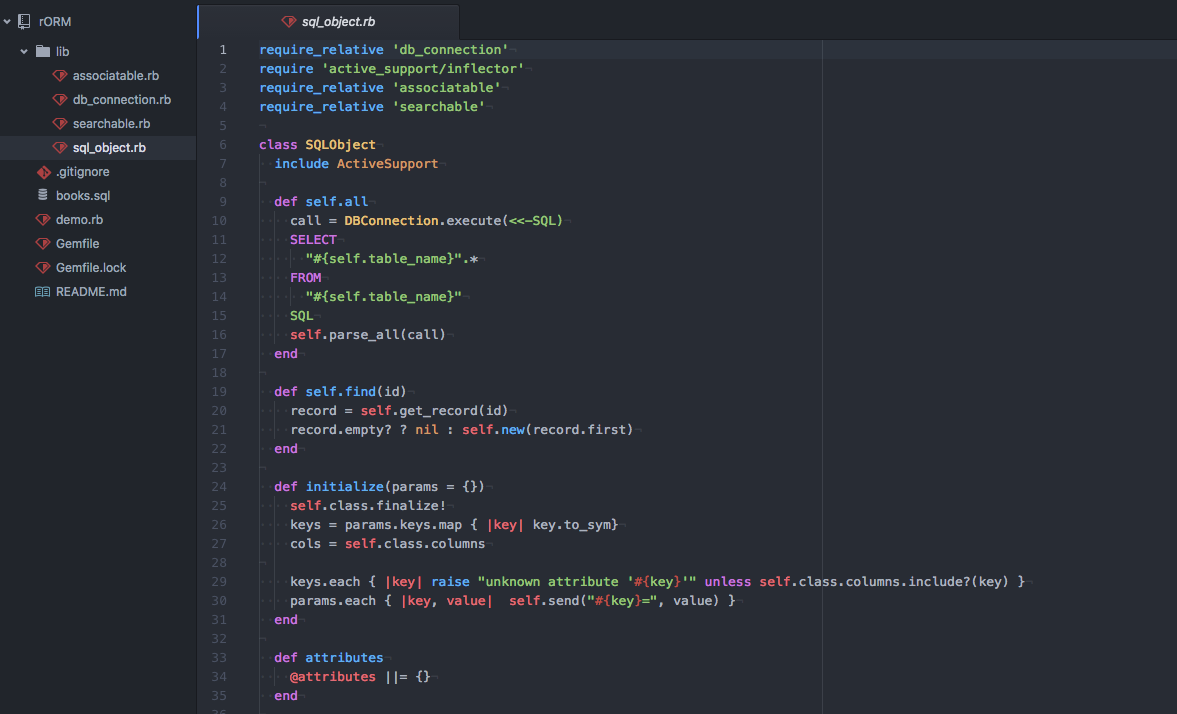 rORM
lib
associatable.rb
db_connection.rb
searchable.rb
sql_object.rb
.gitignore
books.sql
demo.rb
Gemfile
Gemfile.lock
README.md
sql_object.rb
1 require_relative 'db_connection'
2 require 'active_support/inflector'
3 require_relative 'associatable'
4 require_relative 'searchable'
5
6 class SQLObject
7   include ActiveSupport
8
9   def self.all
10     call = DBConnection.execute(<<-SQL)
11     SELECT
12       "#{self.table_name}".*
13     FROM
14       "#{self.table_name}"
15     SQL
16     self.parse_all(call)
17   end
18
19   def self.find(id)
20     record = self.get_record(id)
21     record.empty? ? nil : self.new(record.first)
22   end
23
24   def initialize(params = {})
25     self.class.finalize!
26     keys = params.keys.map { |key| key.to_sym}
27     cols = self.class.columns
28
29     keys.each { |key| raise "unknown attribute '#{key}'" unless self.class.columns.include?(key) }
30     params.each { |key, value|  self.send("#{key}=", value) }
31   end
32
33   def attributes
34     @attributes ||= {}
35   end
36